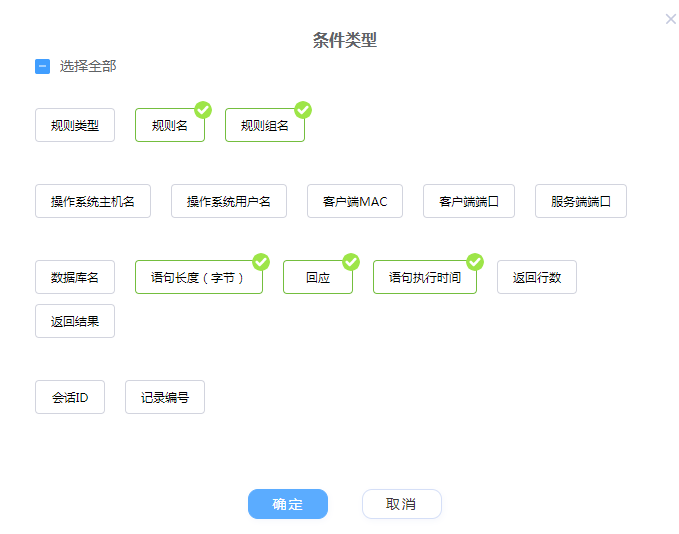 条件类型
选择全部
规则类型 规则名 规则组名
操作系统主机名 操作系统用户名 客户端MAC 客户端端口 服务端端口
数据库名 语句长度（字节） 回应 语句执行时间 返回行数
返回结果
会话ID 记录编号
确定 取消